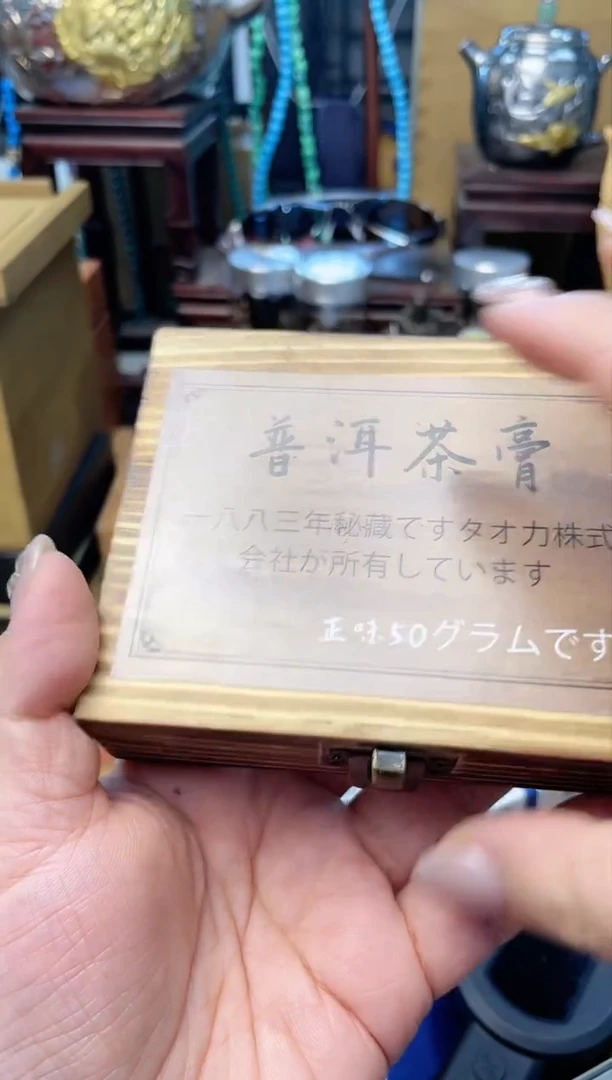 普洱茶膏
一八八三年秘藏ですタオカ株式
会社が所有しています
正味50グラムです